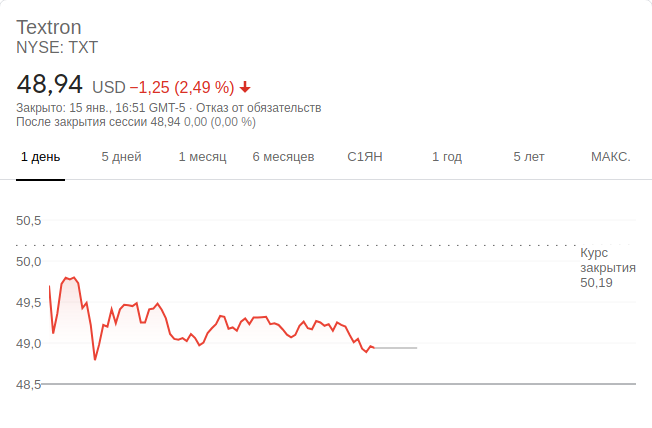 Textron
NYSE: TXT
48,94 USD −1,25 (2,49 %)
Закрыто: 15 янв., 16:51 GMT-5 · Отказ от обязательств
После закрытия сессии 48,94 0,00 (0,00 %)
1 день 5 дней 1 месяц 6 месяцев С1ЯН 1 год 5 лет МАКС.
50,5
50,0
49,5
49,0
48,5
Курс
закрытия
50,19